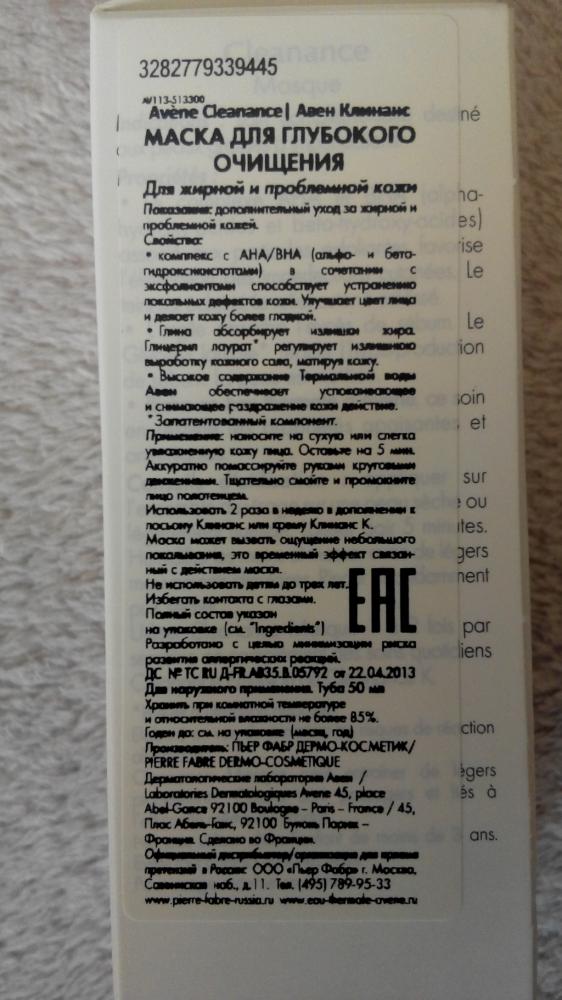 Cleanance
Masque
3282779339445
AV113-513300
Avène Cleanance| Авен Клинанс
МАСКА ДЛЯ ГЛУБОКОГО
ОЧИЩЕНИЯ
Для жирной и проблемной кожи
Показания: дополнительный уход за жирной и
проблемной кожей.
Свойства:
• комплекс с AHA/BHA (альфа- и бета-
гидроксикислотами) в сочетании с
эксфолиантами способствует устранению
локальных дефектов кожи. Улучшает цвет лица
и делает кожу более гладкой.
• Глина абсорбирует излишки жира.
Глицерил лаурат* регулирует излишнюю
выработку кожного сала, матируя кожу.
• Высокое содержание Термальной воды
Авен обеспечивает успокаивающее
и снимающее раздражение кожи действие.
*Запатентованный компонент.
Применение: наносите на сухую или слегка
увлажненную кожу лица. Оставьте на 5 мин.
Аккуратно помассируйте руками круговыми
движениями. Тщательно смойте и промокните
лицо полотенцем.
Использовать 2 раза в неделю в дополнении к
лосьону Клинанс или крему Клинанс К.
Маска может вызвать ощущение небольшого
покалывания, это временный эффект связан-
ный с действием маски.
Не использовать детям до трех лет.
Избегать контакта с глазами.
Полный состав указан
на упаковке (см. "Ingredients")
EAC
Разработано с целью минимизации риска
развития аллергических реакций.
ДС № ТС RU Д-FR.АВ35.В.05792 от 22.04.2013
Для наружного применения. Туба 50 мл
Хранить при комнатной температуре
и относительной влажности не более 85%.
Годен до: см. на упаковке (месяц, год)
Производитель: ПЬЕР ФАБР ДЕРМО-КОСМЕТИК/
PIERRE FABRE DERMO-COSMETIQUE
Дерматологические лаборатории Авен /
Laboratoires Dermatologiques Avene 45, place
Abel-Gance 92100 Boulogne – Paris – France / 45,
Плас Абель-Ганс, 92100 Булонь Париж –
Франция. Сделано во Франции.
Официальный дистрибьютер/организация для приема
претензий в России: ООО «Пьер Фабр» г. Москва,
Саввинская наб., д.11. Тел. (495) 789-95-33
www.pierre-fabre-russia.ru www.eau-thermale-avene.ru